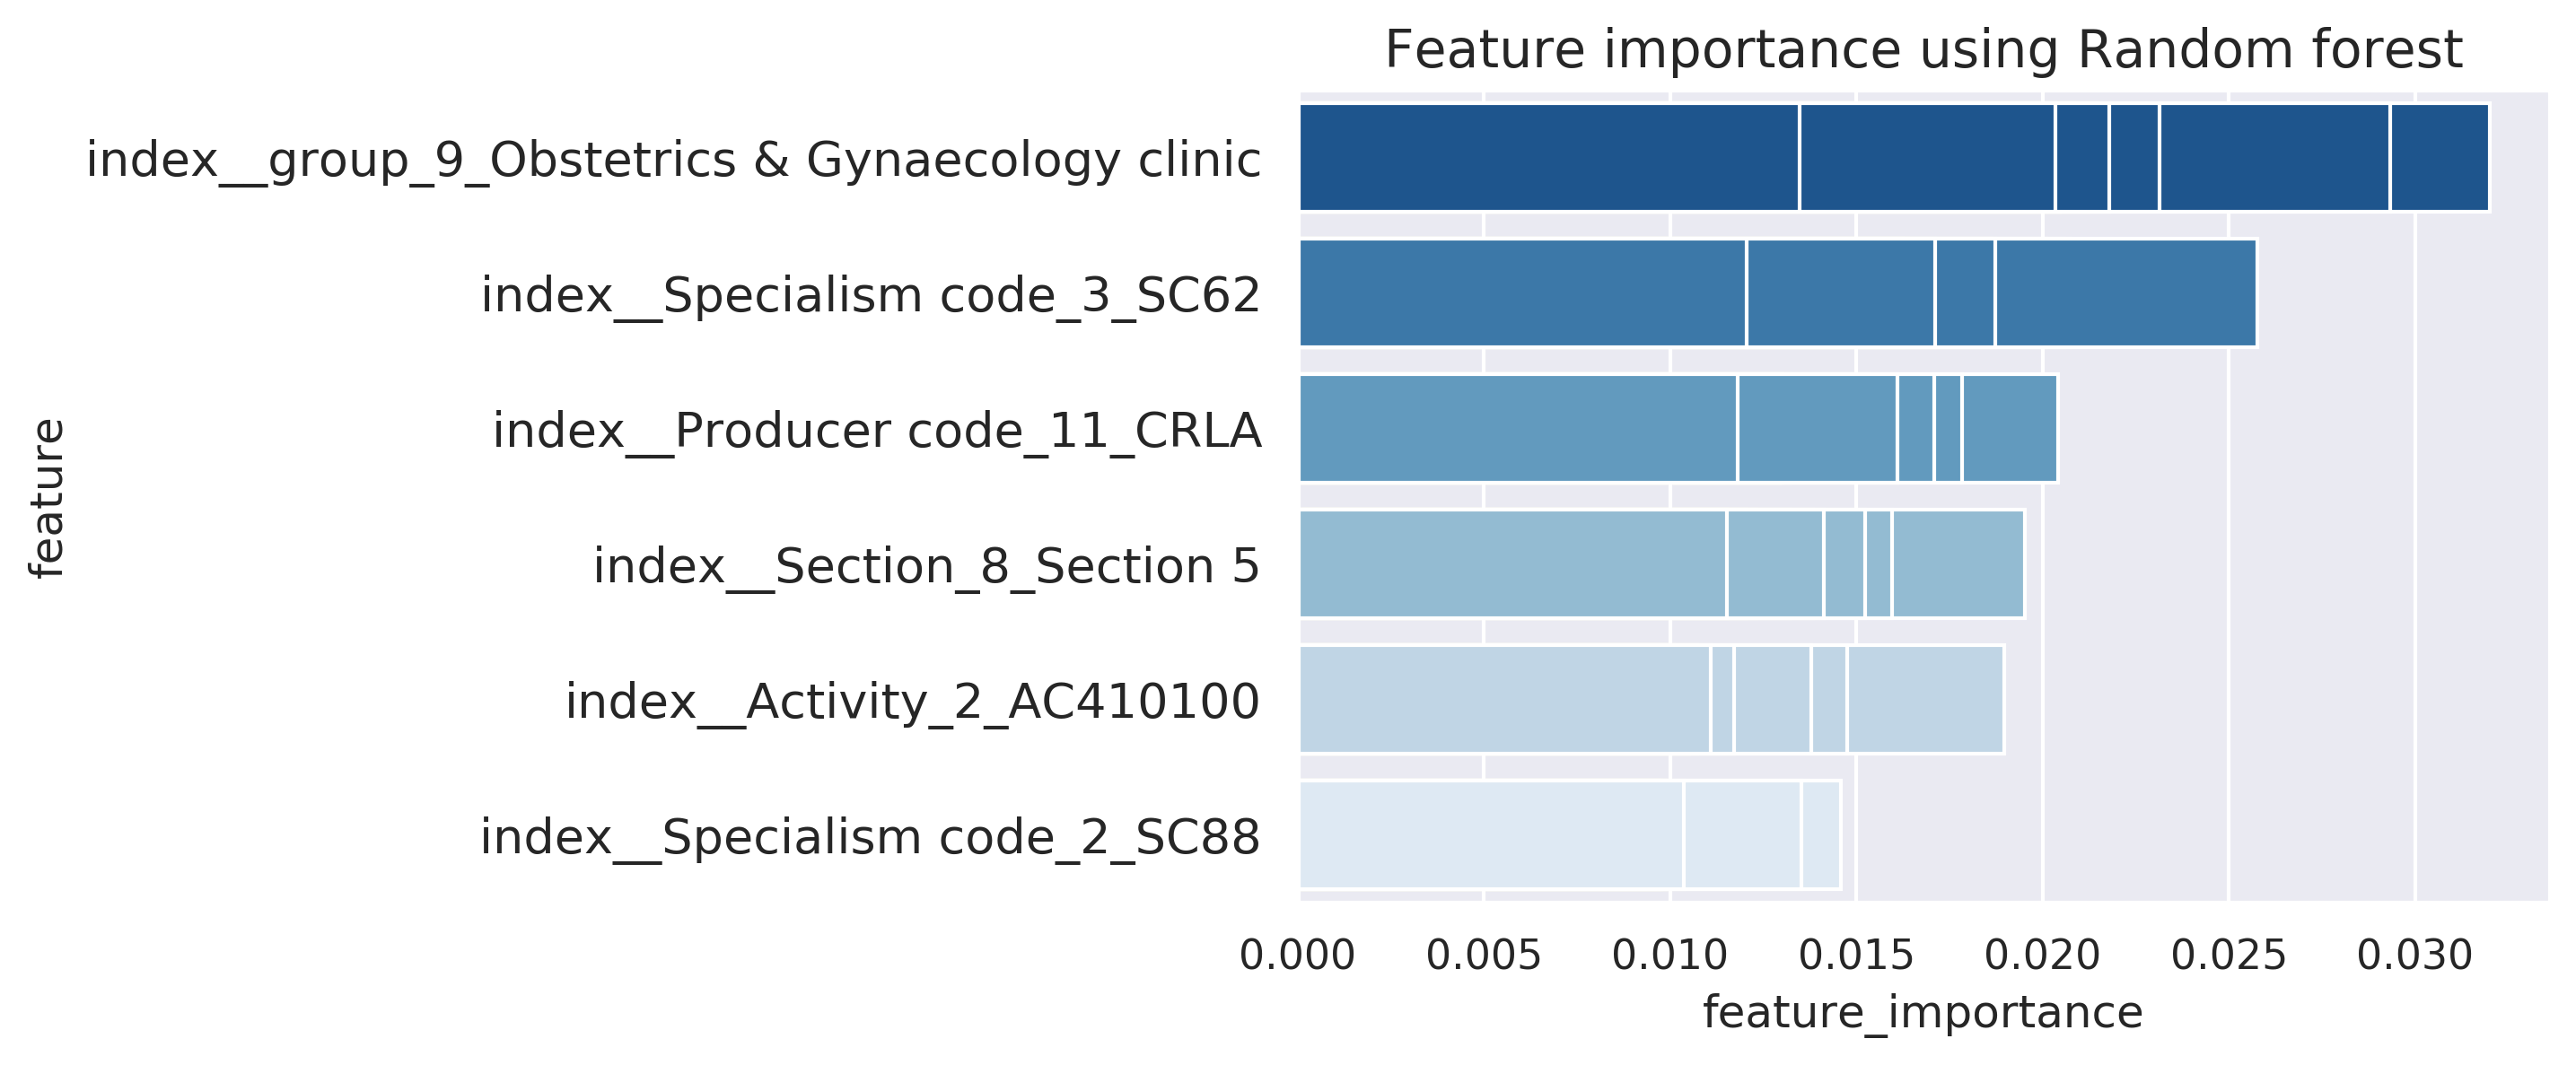 Feature importance using Random forest
index__group_9_Obstetrics & Gynaecology clinic
index__Specialism code_3_SC62
index__Producer code_11_CRLA
index__Section_8_Section 5
index__Activity_2_AC410100
index__Specialism code_2_SC88
feature
0.000 0.005 0.010 0.015 0.020 0.025 0.030
feature_importance